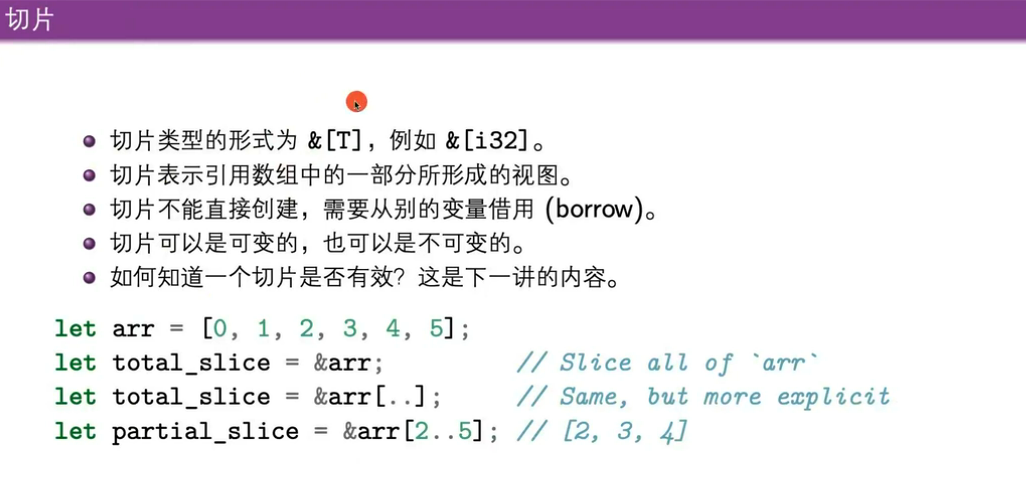 切片
切片类型的形式为 &[T]，例如 &[i32]。
切片表示引用数组中的一部分所形成的视图。
切片不能直接创建，需要从别的变量借用 (borrow)。
切片可以是可变的，也可以是不可变的。
如何知道一个切片是否有效？这是下一讲的内容。
let arr = [0, 1, 2, 3, 4, 5];
let total_slice = &arr; // Slice all of `arr`
let total_slice = &arr[..]; // Same, but more explicit
let partial_slice = &arr[2..5]; // [2, 3, 4]